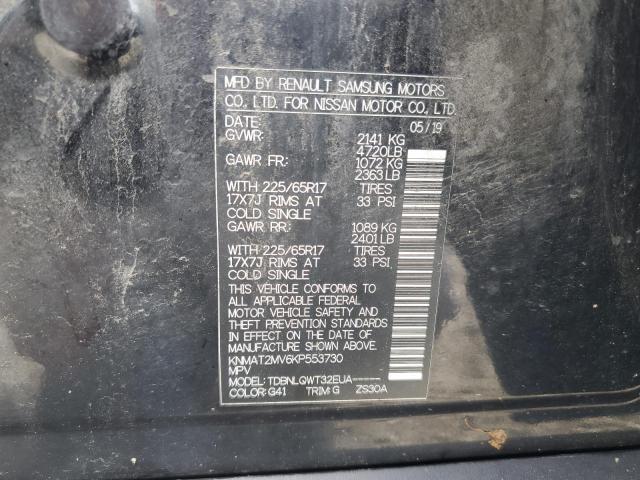 MFD BY RENAULT SAMSUNG MOTORS
CO., LTD. FOR NISSAN MOTOR CO., LTD.
DATE: 05/19
GVWR: 2141 KG
4720LB
GAWR FR: 1072 KG
2363 LB
WITH 225/65R17 TIRES
17X7J RIMS AT 33 PSI
COLD SINGLE
GAWR RR: 1089 KG
2401 LB
WITH 225/65R17 TIRES
17X7J RIMS AT 33 PSI
COLD SINGLE
THIS VEHICLE CONFORMS TO
ALL APPLICABLE FEDERAL
MOTOR VEHICLE SAFETY AND
THEFT PREVENTION STANDARDS
IN EFFECT ON THE DATE OF
MANUFACTURE SHOWN ABOVE.
KNMAT2MV6KP553730
MPV
MODEL: TDBNLQWT32EUA-----
COLOR: G41 TRIM: G ZS30A